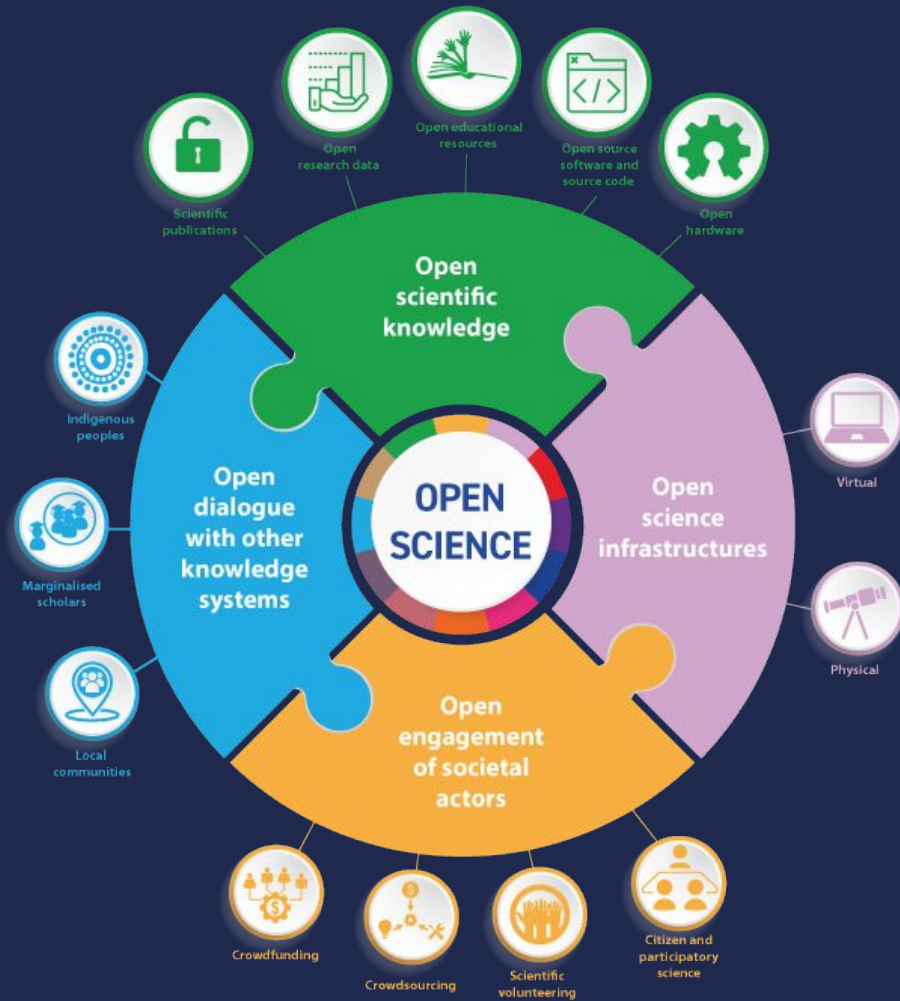 Scientific
publications
Open
research data
Open educational
resources
Open source
software and
source code
Open
hardware
Open
scientific
knowledge
Indigenous
peoples
Marginalised
scholars
Local
communities
Open
dialogue
with other
knowledge
systems
OPEN
SCIENCE
Open
science
infrastructures
Virtual
Physical
Open
engagement
of societal
actors
Crowdfunding
Crowdsourcing
Scientific
volunteering
Citizen and
participatory
science